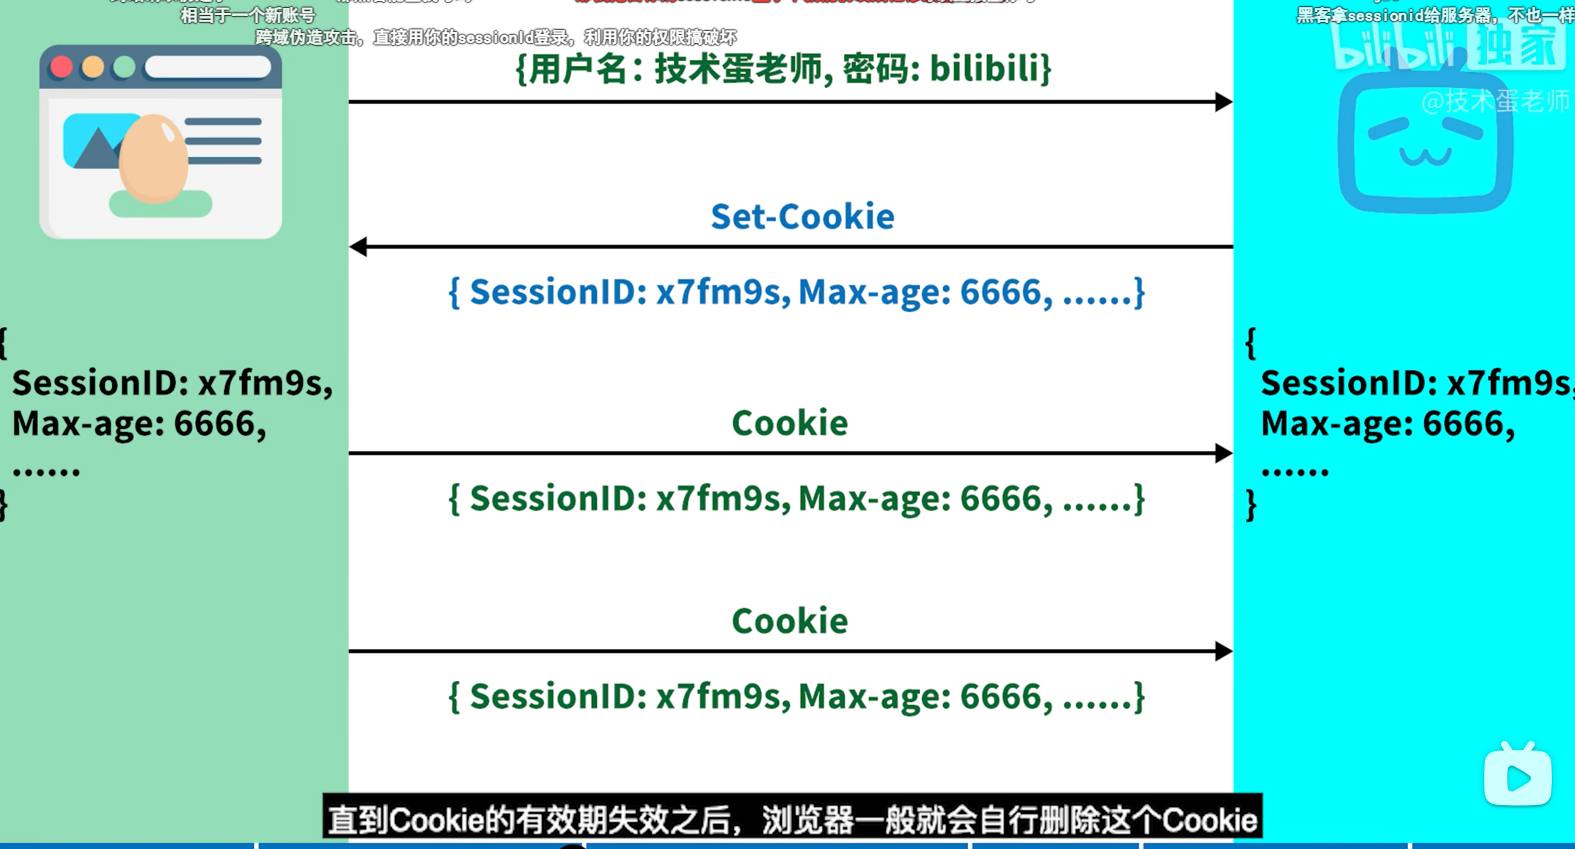 相当于一个新账号
黑客拿sessionid给服务器，不也一样
跨域伪造攻击，直接用你的sessionId登录，利用你的权限搞破坏
bilibili 独家
{用户名：技术蛋老师, 密码: bilibili}
@技术蛋老师
Set-Cookie
{ SessionID: x7fm9s, Max-age: 6666, ......}
{
SessionID: x7fm9s,
Max-age: 6666,
......
}
{
SessionID: x7fm9s,
Max-age: 6666,
......
}
Cookie
{ SessionID: x7fm9s, Max-age: 6666, ......}
Cookie
{ SessionID: x7fm9s, Max-age: 6666, ......}
直到Cookie的有效期失效之后，浏览器一般就会自行删除这个Cookie